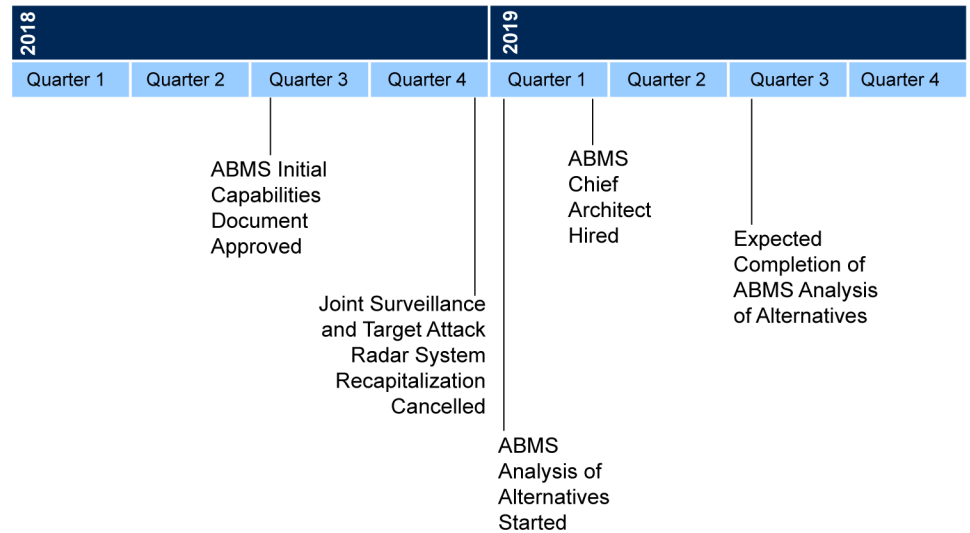 2018
2019
Quarter 1
Quarter 2
Quarter 3
Quarter 4
Quarter 1
Quarter 2
Quarter 3
Quarter 4
ABMS Initial
Capabilities
Document
Approved
Joint Surveillance
and Target Attack
Radar System
Recapitalization
Cancelled
ABMS
Analysis of
Alternatives
Started
ABMS
Chief
Architect
Hired
Expected
Completion of
ABMS Analysis
of Alternatives